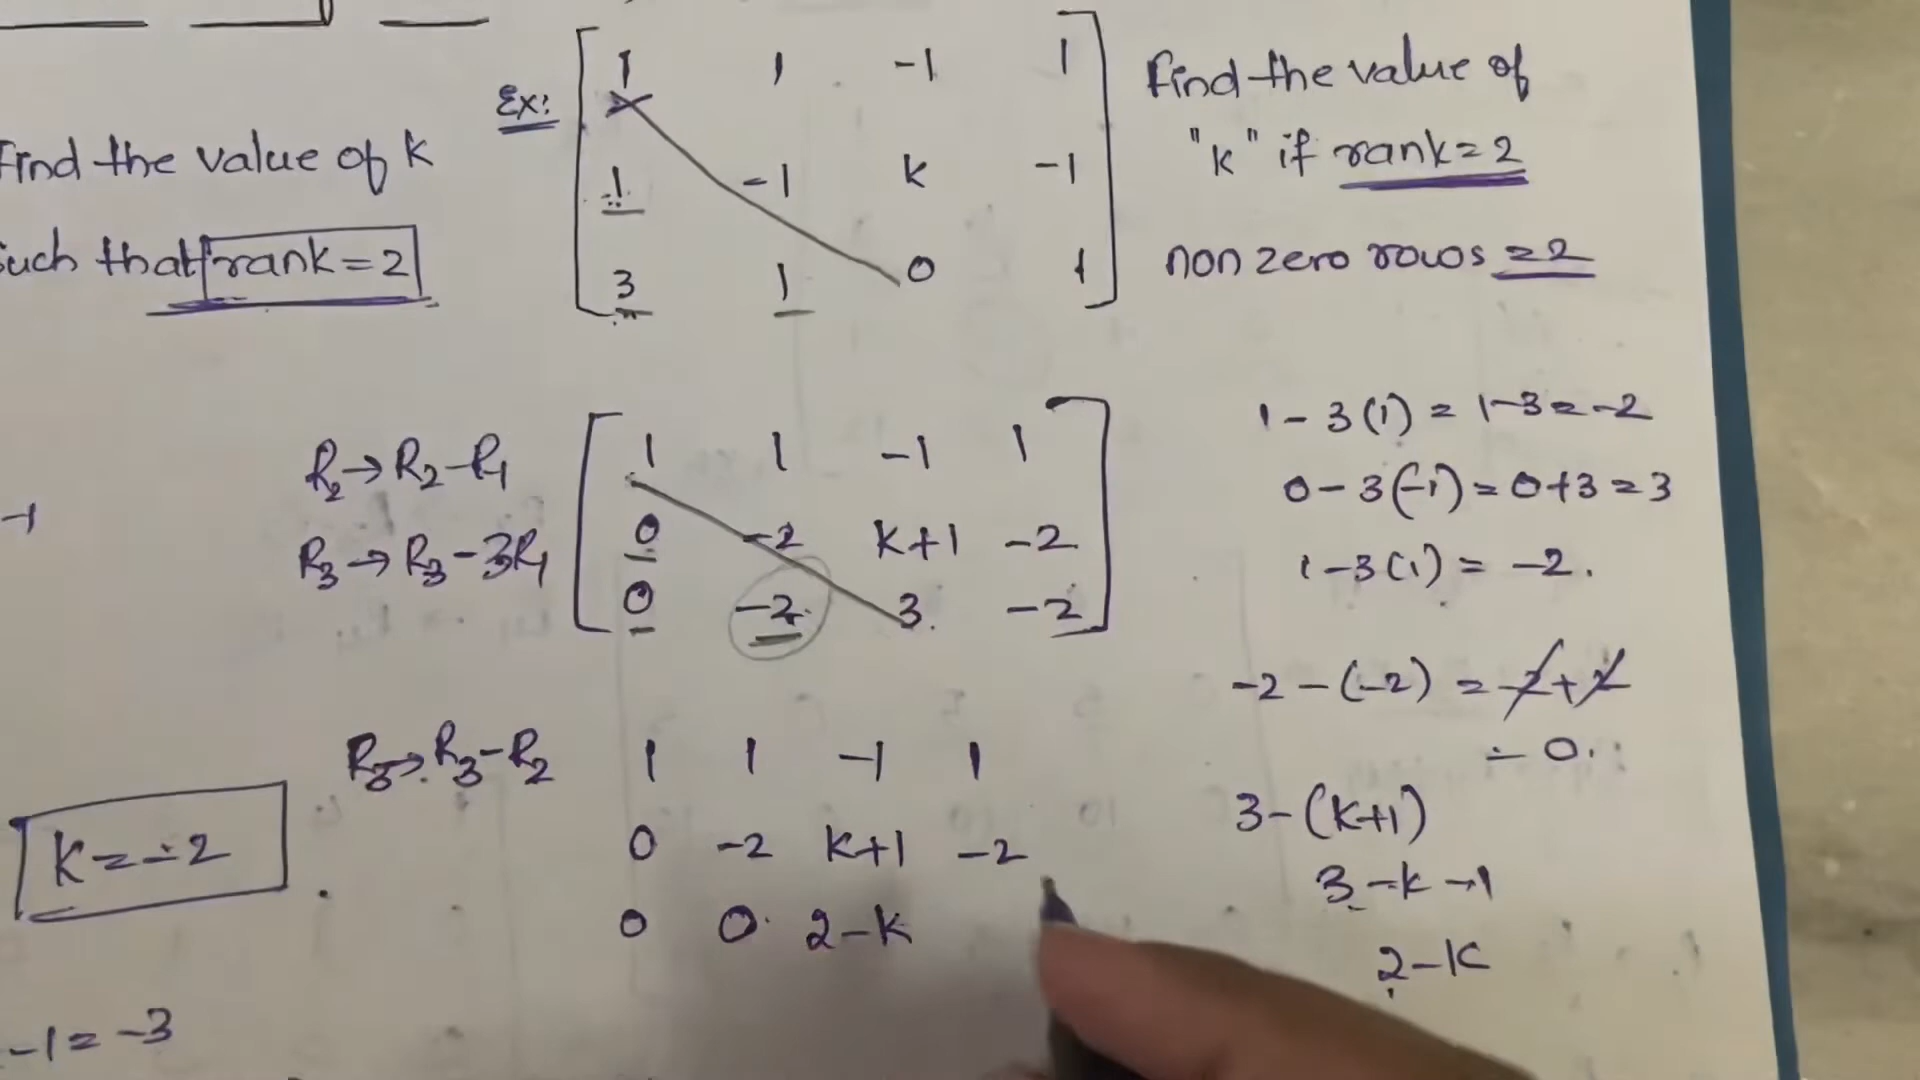 find the value of k
such that rank = 2
-1
K = -2
-1 = -3
Ex:
1 1 -1 1
1 -1 k -1
3 1 0 1
find the value of
"k" if rank = 2
non zero rows = 2
R2 → R2 - R1
R3 → R3 - 3R1
1 1 -1 1
0 -2 k+1 -2
0 -2 3 -2
1 - 3(1) = 1-3 = -2
0 - 3(-1) = 0+3 = 3
1 - 3(1) = -2.
-2 - (-2) = -2+2
= 0.
R3 → R3 - R2
1 1 -1 1
0 -2 k+1 -2
0 0 2-k
3 - (k+1)
3 - k - 1
2 - k